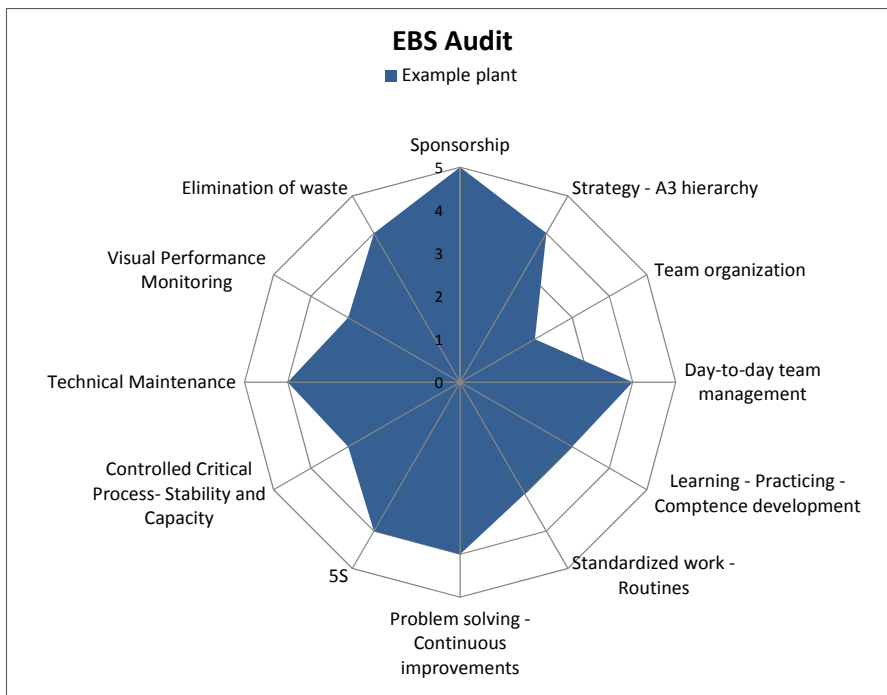 EBS Audit
Example plant
Sponsorship
Strategy - A3 hierarchy
Team organization
Day-to-day team
management
Learning - Practicing -
Comptence development
Standardized work -
Routines
Problem solving -
Continuous
improvements
5S
Controlled Critical
Process- Stability and
Capacity
Technical Maintenance
Visual Performance
Monitoring
Elimination of waste
5
4
3
2
1
0